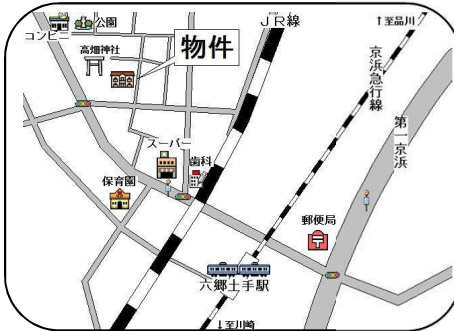 コンビニ
公園
高畑神社
物件
JR線
↑至品川
京浜急行線
第一京浜
スーパー
歯科
保育園
郵便局
六郷土手駅
↓至川崎